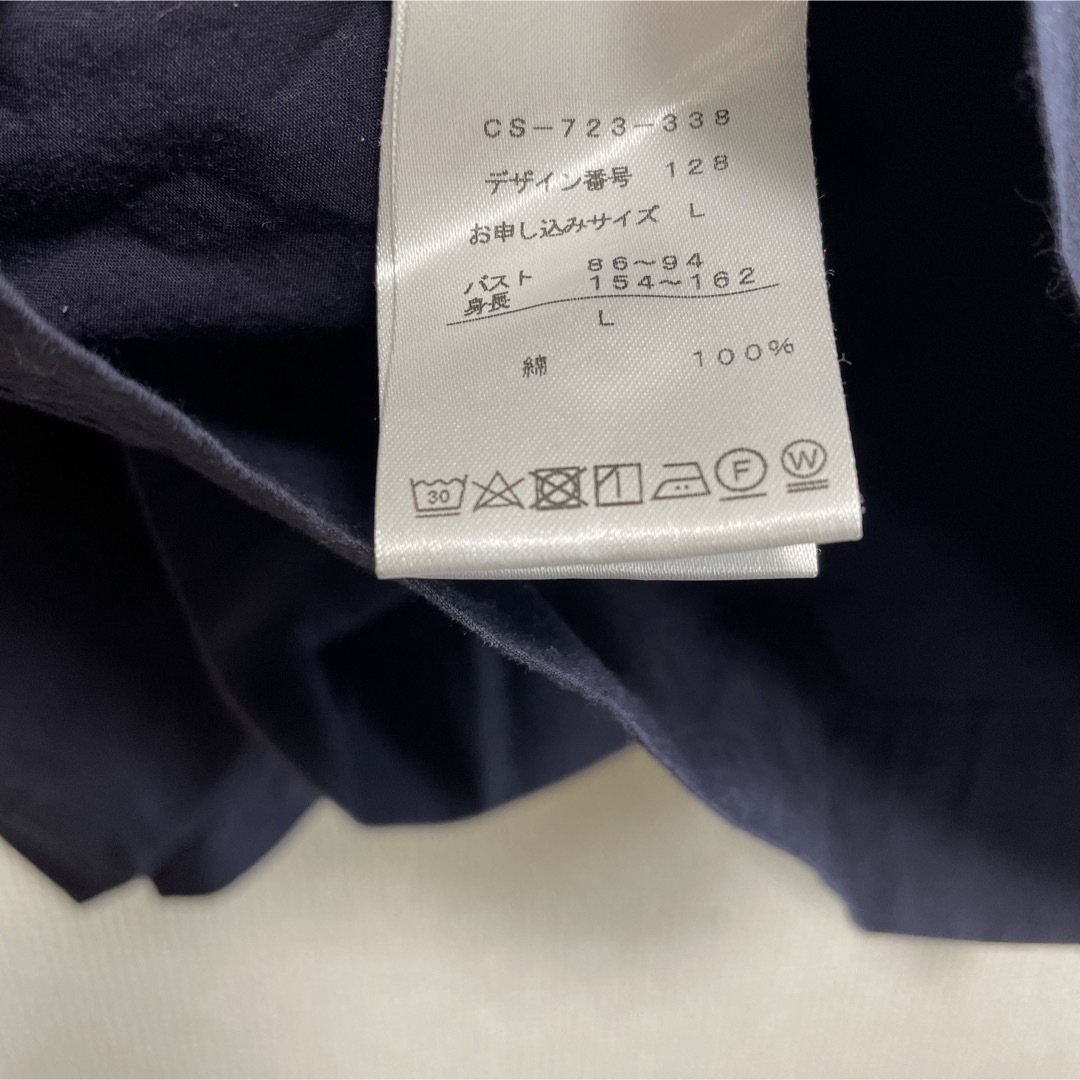 CS-723-338
デザイン番号 128
お申し込みサイズ L
バスト 86~94
身長 154~162
L
綿 100%
30 F W